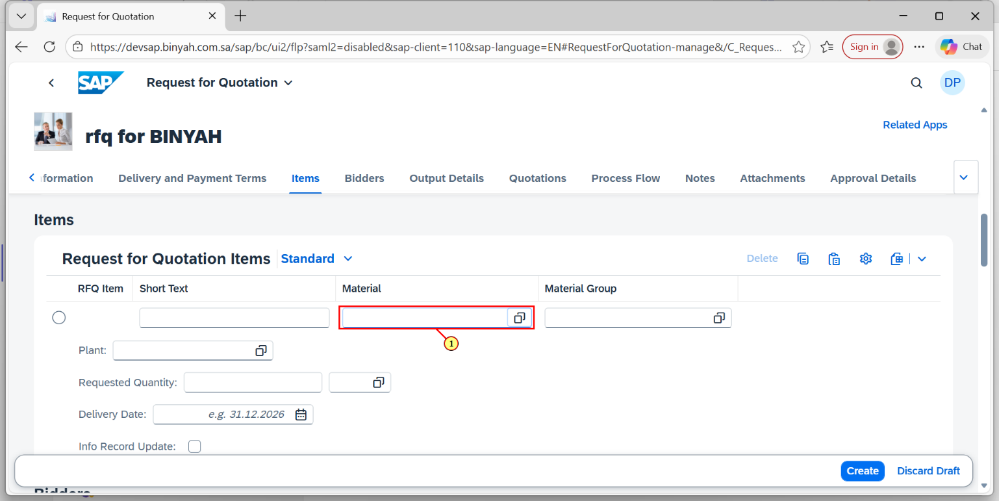 Request for Quotation
https://devsap.binyah.com.sa/sap/bc/ui2/flp?saml2=disabled&sap-client=110&sap-language=EN#RequestForQuotation-manage&/C_Reques...
Sign in
Chat
SAP
Request for Quotation
DP
rfq for BINYAH
Related Apps
nformation
Delivery and Payment Terms
Items
Bidders
Output Details
Quotations
Process Flow
Notes
Attachments
Approval Details
Items
Request for Quotation Items
Standard
Delete
RFQ Item
Short Text
Material
Material Group
1
Plant:
Requested Quantity:
Delivery Date:
e.g. 31.12.2026
Info Record Update:
Create
Discard Draft
Bidders